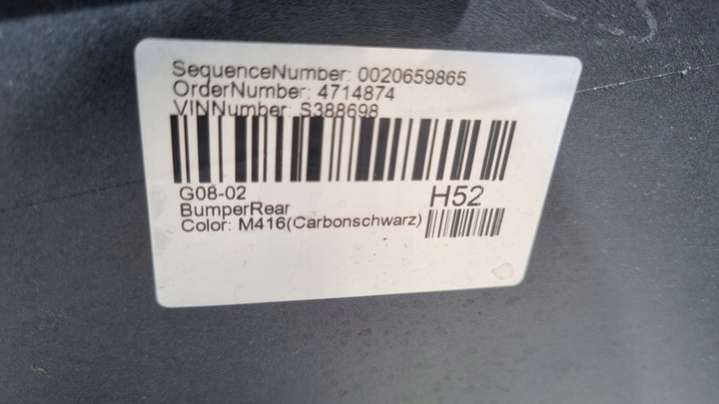 SequenceNumber: 0020659865
OrderNumber: 4714874
VINNumber: S388698
G08-02
H52
BumperRear
Color: M416(Carbonschwarz)